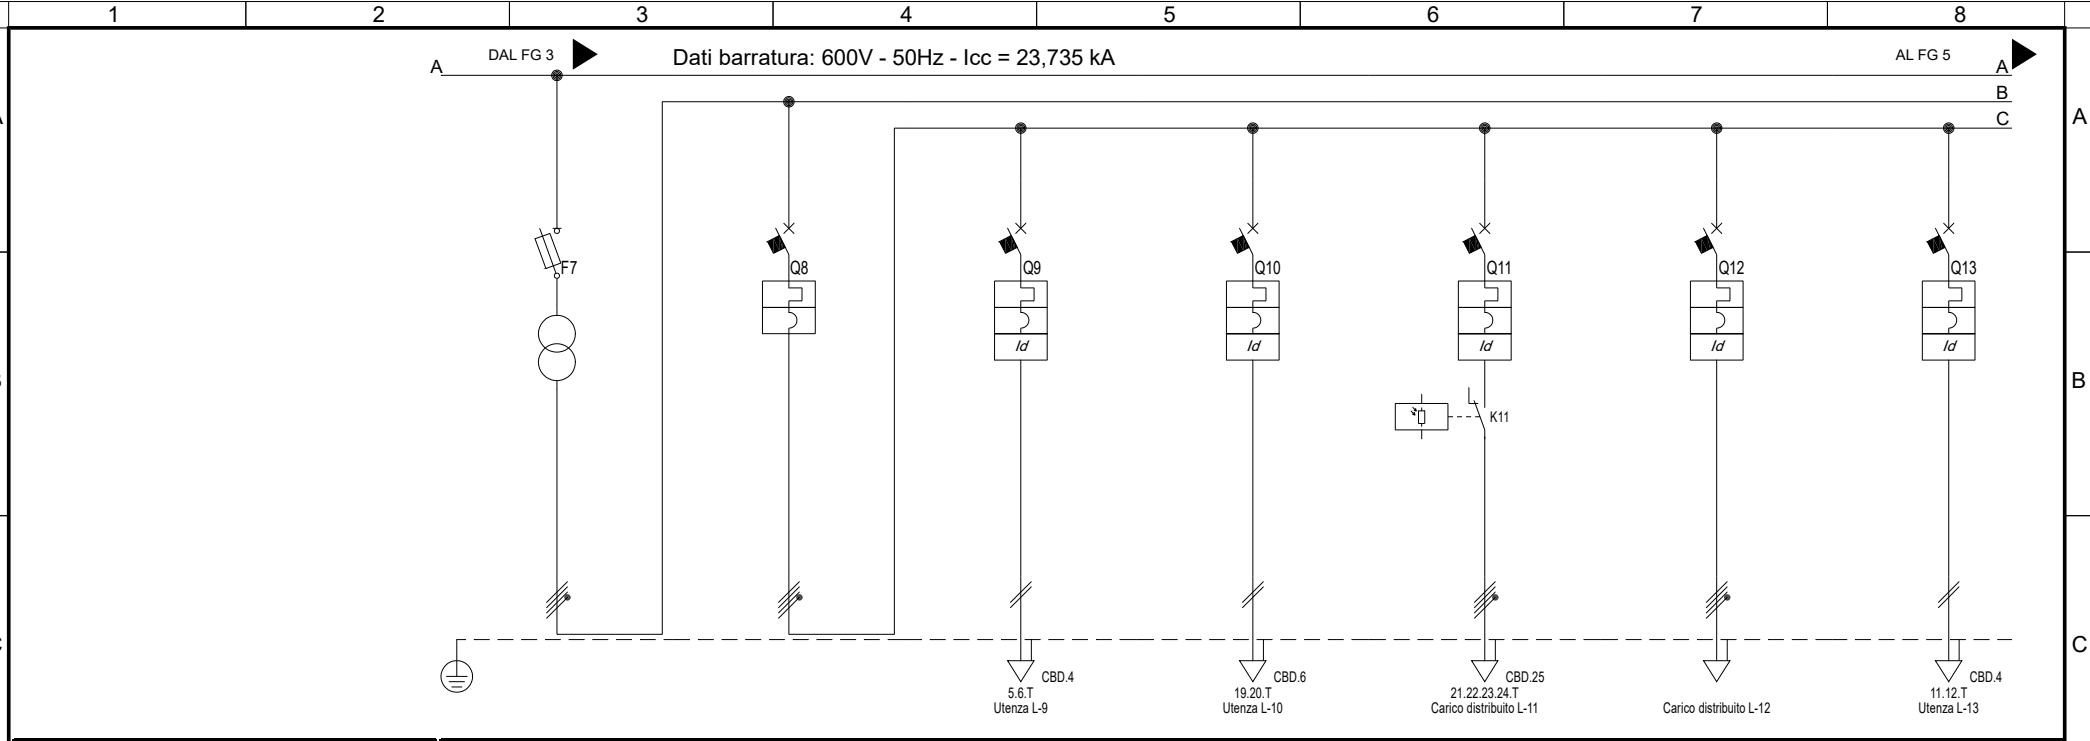 1 2 3 4 5 6 7 8
DAL FG 3 Dati barratura: 600V - 50Hz - Icc = 23,735 kA AL FG 5
A A
B
C
A
F7 Q8 Q9 Q10 Q11 Q12 Q13
Id Id Id Id Id
B
K11
C
CBD.4 CBD.6 CBD.25 CBD.4
5.6.T 19.20.T 21.22.23.24.T 11.12.T
Utenza L-9 Utenza L-10 Carico distribuito L-11 Carico distribuito L-12 Utenza L-13